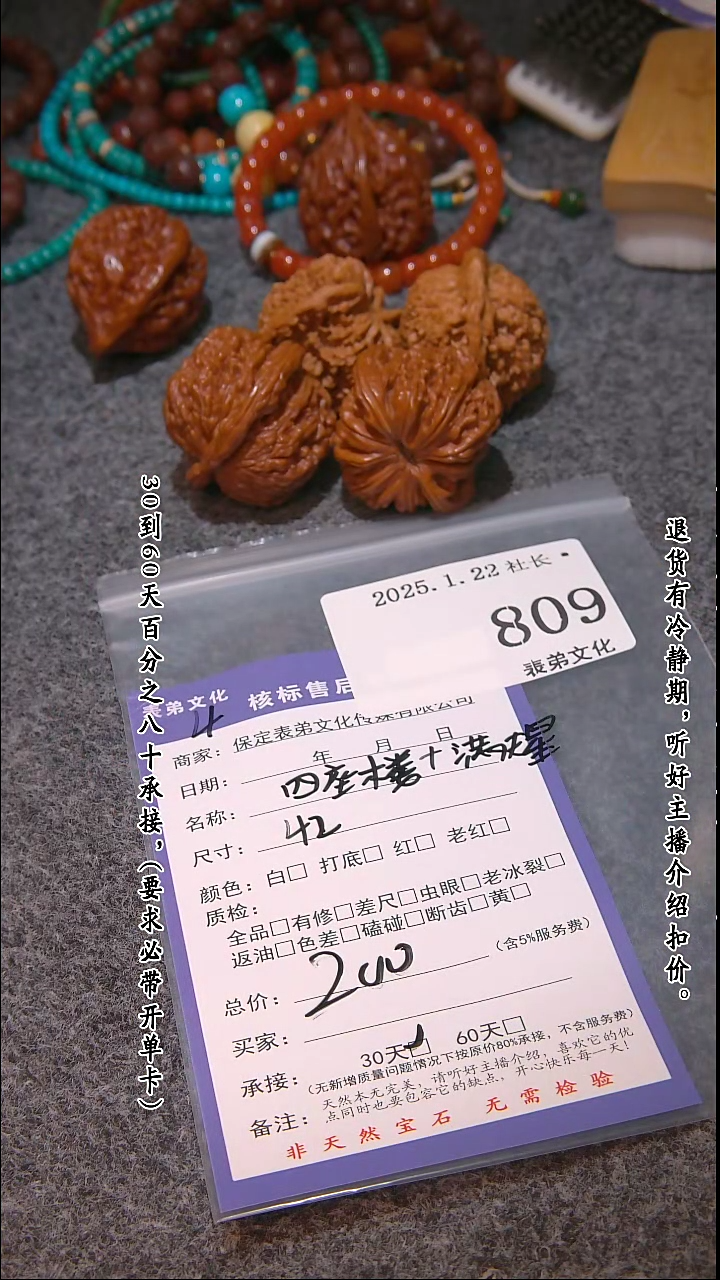 30到60天百分之八十承接，（要求必带开单卡）
退货有冷静期，听好主播介绍扣价。
2025.1.22 社长
809
表弟文化
表弟文化 核标售后
4
商家：保定表弟文化传媒有限公司
日期： 年 月 日
名称：四座楼+满天星
尺寸：42
颜色：白□ 打底□ 红□ 老红□
质检：
全品□有修□差尺□虫眼□老冰裂□
返油□色差□磕碰□断齿□黄□
总价：200（含5%服务费）
买家：
承接：30天☑ 60天□
（无新增质量问题情况下按原价80%承接，不含服务费）
备注：天然本无完美，请听好主播介绍，喜欢它的优
点同时也要包容它的缺点，开心快乐每一天！
非天然宝石 无需检验